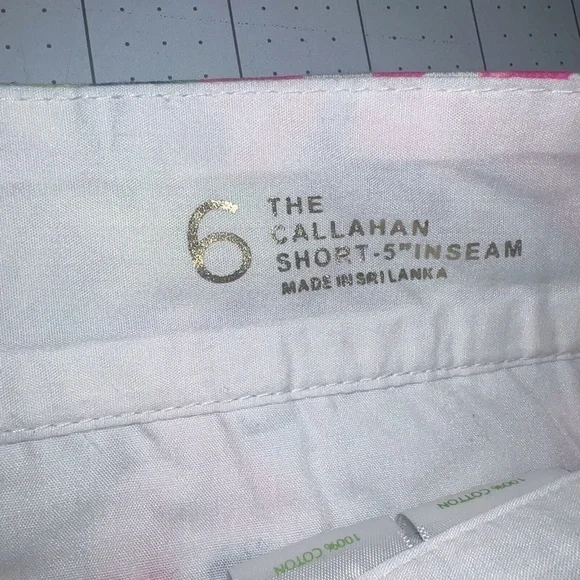 6
THE
CALLAHAN
SHORT-5" INSEAM
MADE IN SRI LANKA
100% COTTON
100% COTTON